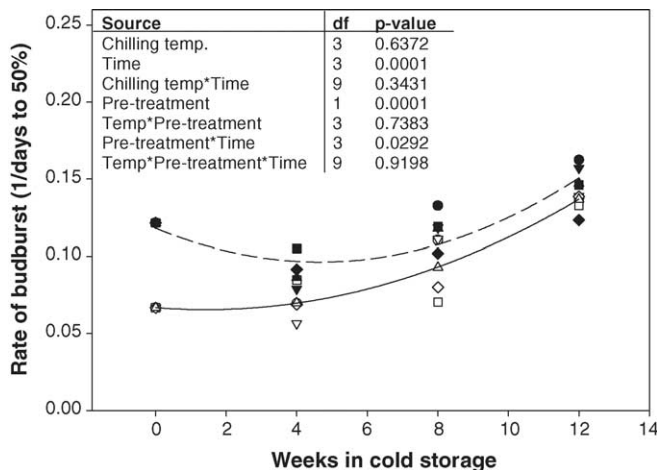 0.25
0.20
0.15
0.10
0.05
0.00
Rate of budburst (1/days to 50%)
Source df p-value
Chilling temp. 3 0.6372
Time 3 0.0001
Chilling temp*Time 9 0.3431
Pre-treatment 1 0.0001
Temp*Pre-treatment 3 0.7383
Pre-treatment*Time 3 0.0292
Temp*Pre-treatment*Time 9 0.9198
0 2 4 6 8 10 12 14
Weeks in cold storage